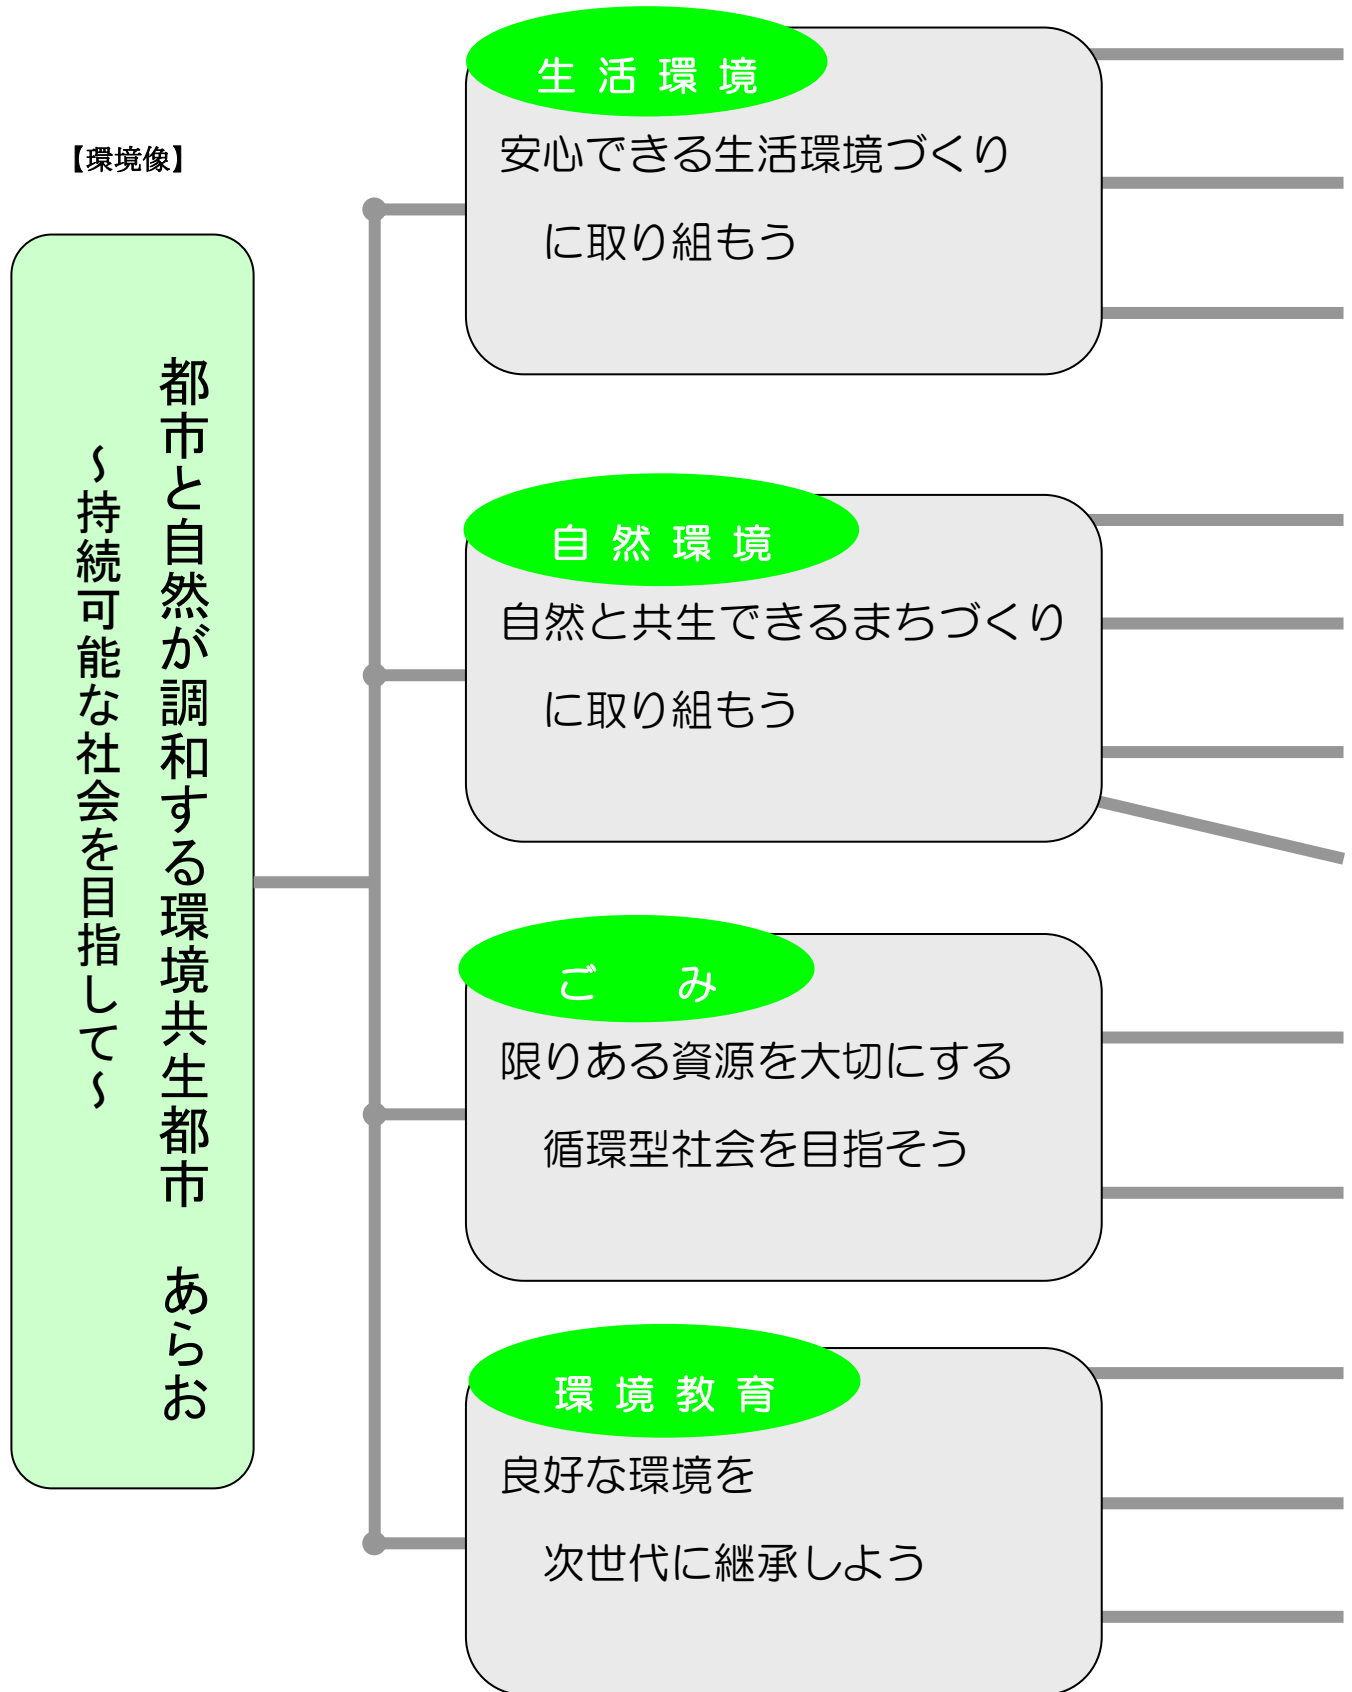 【環境像】
都市と自然が調和する環境共生都市　あらお
～持続可能な社会を目指して～
生 活 環 境
安心できる生活環境づくり
に取り組もう
自 然 環 境
自然と共生できるまちづくり
に取り組もう
ご　み
限りある資源を大切にする
循環型社会を目指そう
環 境 教 育
良好な環境を
次世代に継承しよう